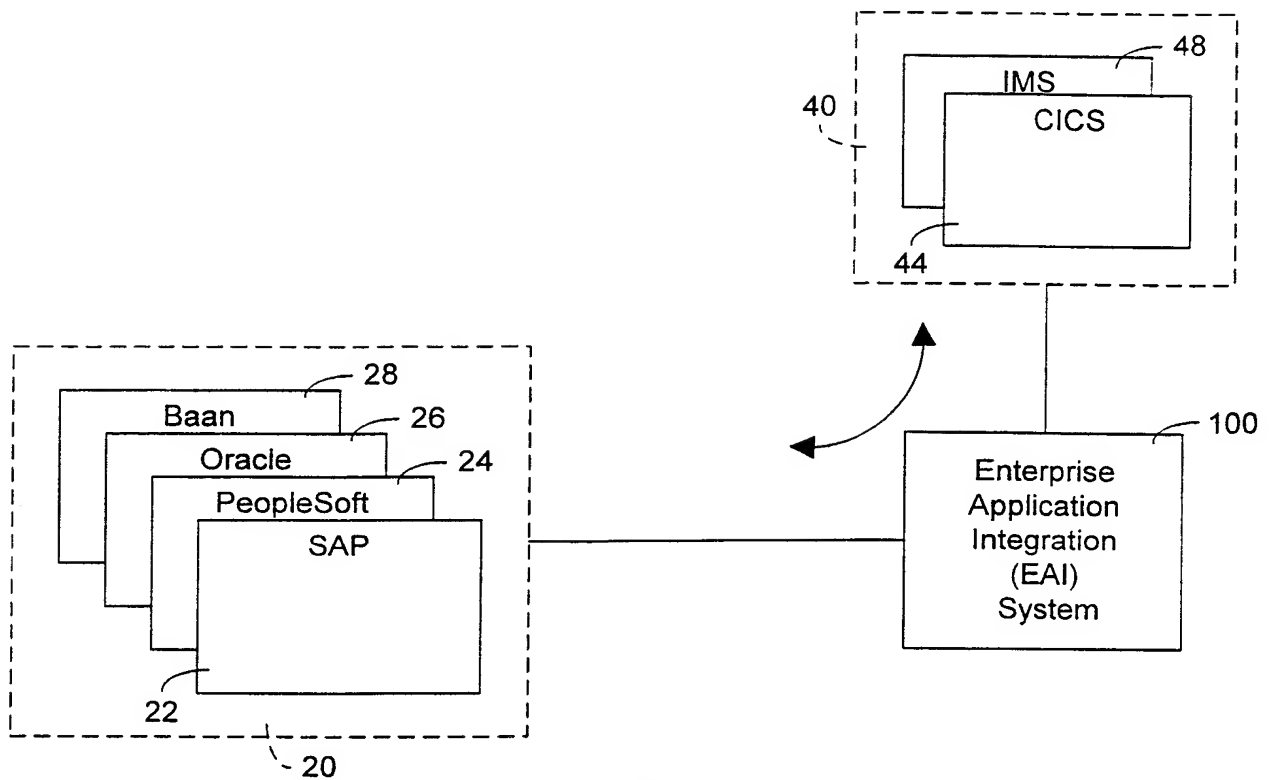 48
IMS
40
CICS
44
28
Baan
26
Oracle
24
PeopleSoft
SAP
22
20
100
Enterprise
Application
Integration
(EAI)
System